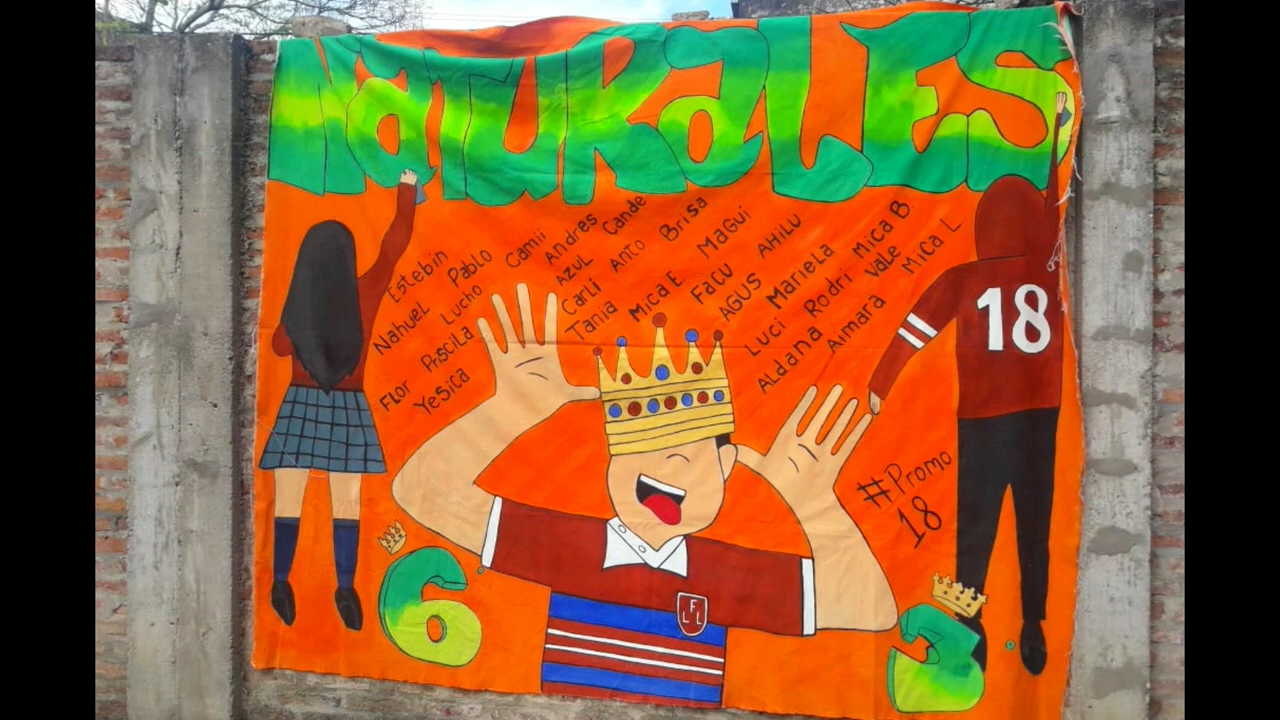 NATURALES
Estebin
Nahuel Pablo
Lucho Camii
Flor Priscila Andres
Yesica Azul Cande
Carli Anto Brisa
Tania
Mica E Magui
Facu AHILU
AGUS
Luci Mariela
Aldana Rodri Mica B.
Vale
Aimara Mica L
18
#Promo
18
6
3
LFL